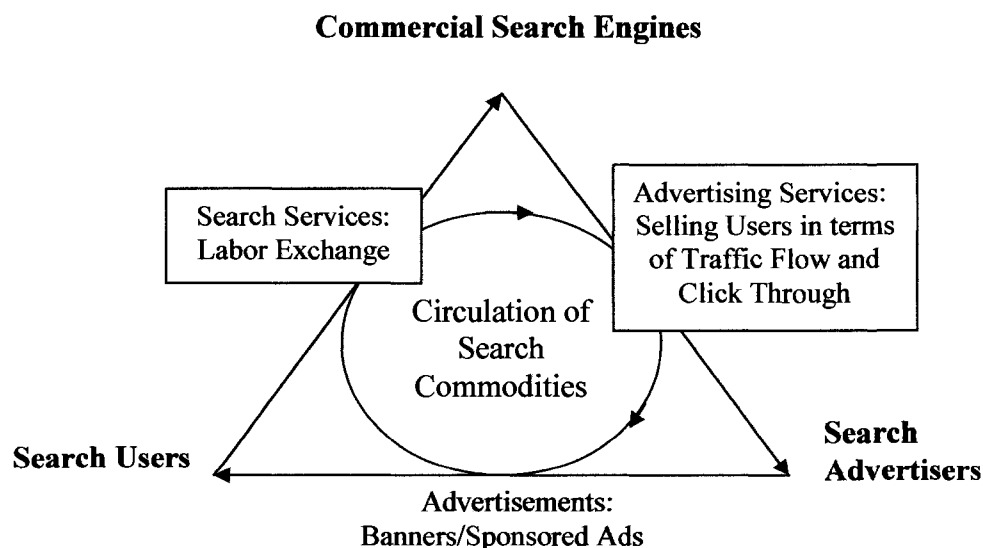 Commercial Search Engines
Search Services:
Labor Exchange
Advertising Services:
Selling Users in terms
of Traffic Flow and
Click Through
Circulation of
Search
Commodities
Search Users
Search
Advertisers
Advertisements:
Banners/Sponsored Ads